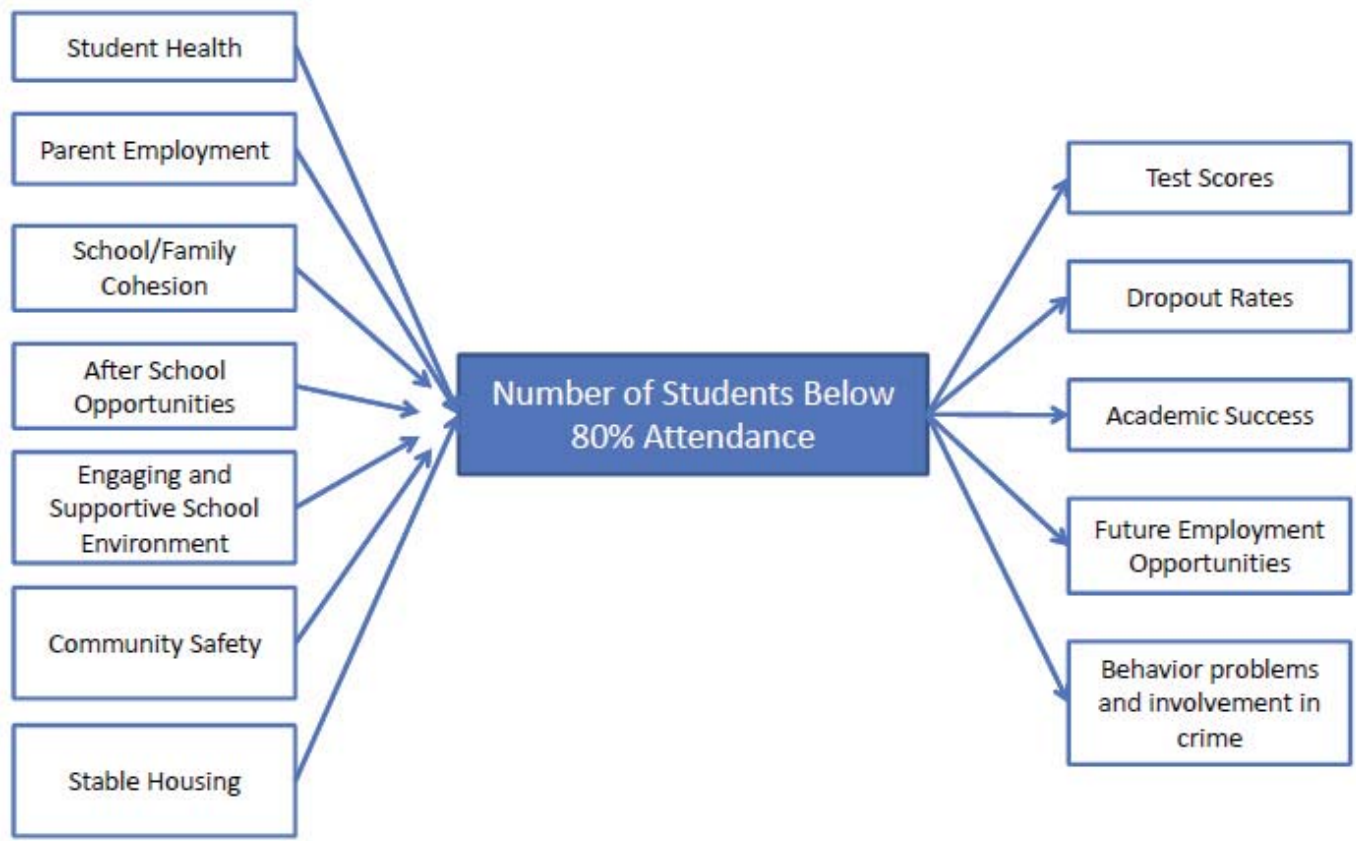 Student Health
Parent Employment
School/Family
Cohesion
After School
Opportunities
Engaging and
Supportive School
Environment
Community Safety
Stable Housing
Number of Students Below
80% Attendance
Test Scores
Dropout Rates
Academic Success
Future Employment
Opportunities
Behavior problems
and involvement in
crime